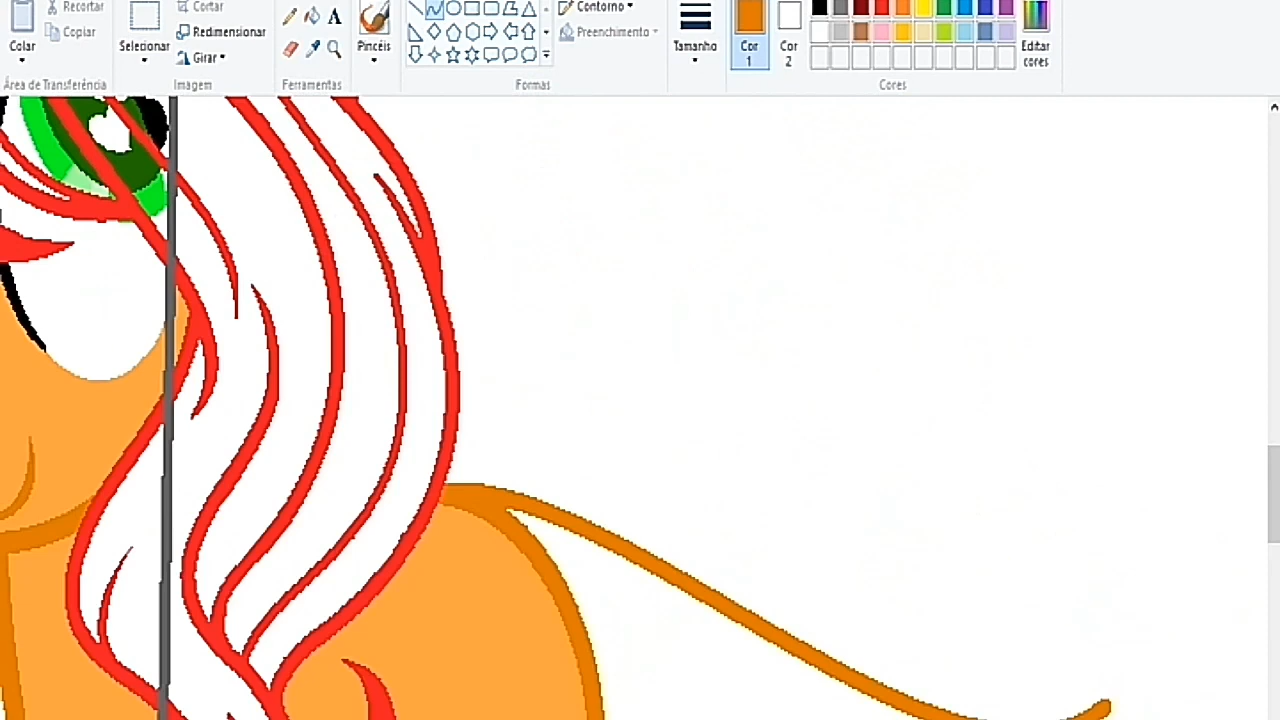 Recortar
Contorno
Copiar
Redimensionar
Preenchimento
Colar
Selecionar
Girar
A
Pincéis
Tamanho
Cor
1
Cor
2
Editar
cores
Área de Transferência
Imagem
Ferramentas
Formas
Cores
Cortar